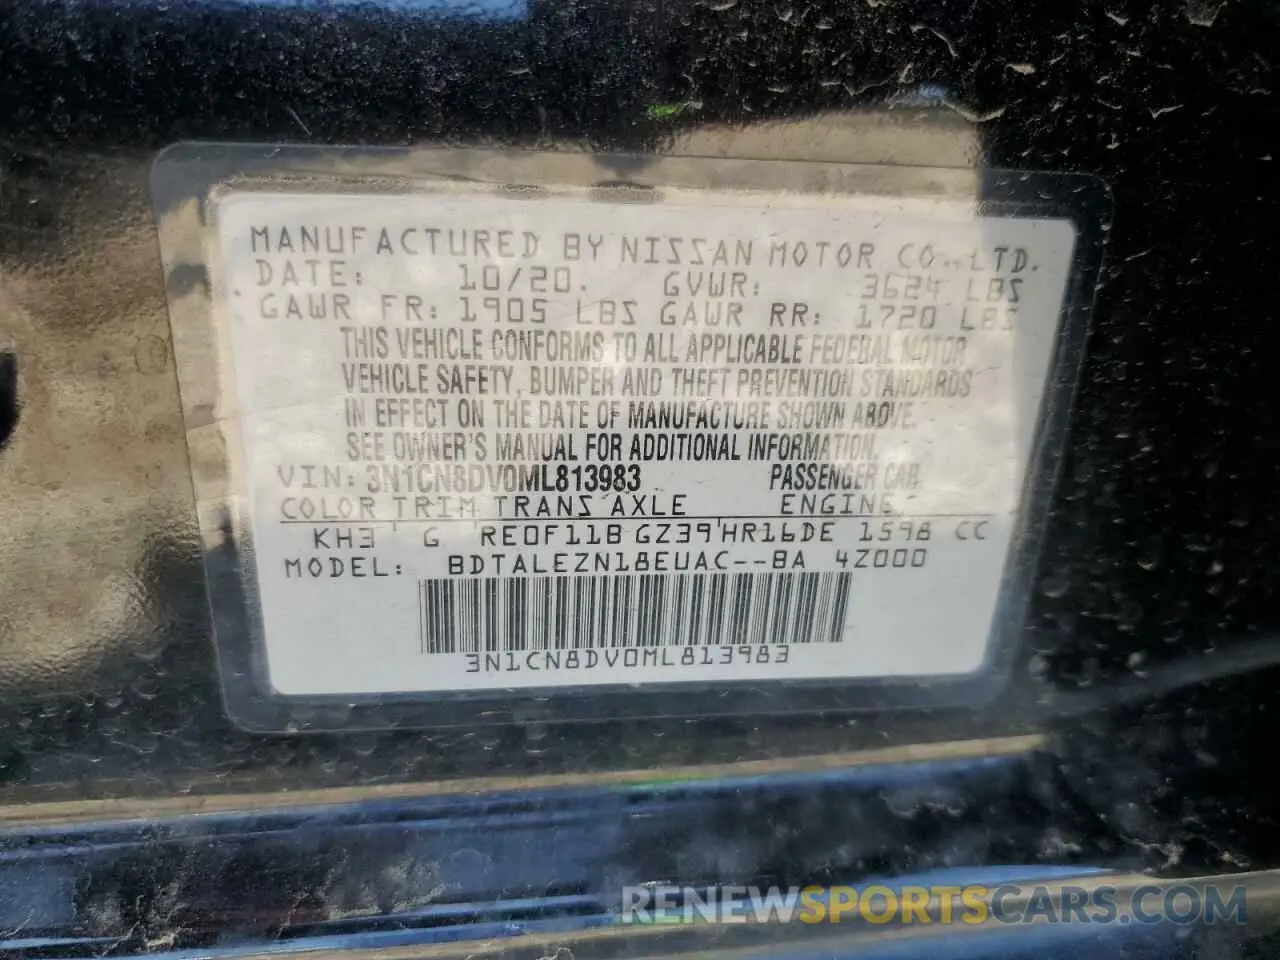 MANUFACTURED BY NISSAN MOTOR CO., LTD.
DATE: 10/20. GVWR: 3624 LBS
GAWR FR: 1905 LBS GAWR RR: 1720 LBS
THIS VEHICLE CONFORMS TO ALL APPLICABLE FEDERAL MOTOR
VEHICLE SAFETY, BUMPER AND THEFT PREVENTION STANDARDS
IN EFFECT ON THE DATE OF MANUFACTURE SHOWN ABOVE.
SEE OWNER'S MANUAL FOR ADDITIONAL INFORMATION.
VIN: 3N1CN8DV0ML813983 PASSENGER CAR
COLOR TRIM TRANS AXLE ENGINE
KH3 G RE0F11B GZ39 HR16DE 1598 CC
MODEL: BDTALEZN18EUAC--BA 4Z000
3N1CN8DV0ML813983
RENEWSPORTSCARS.COM